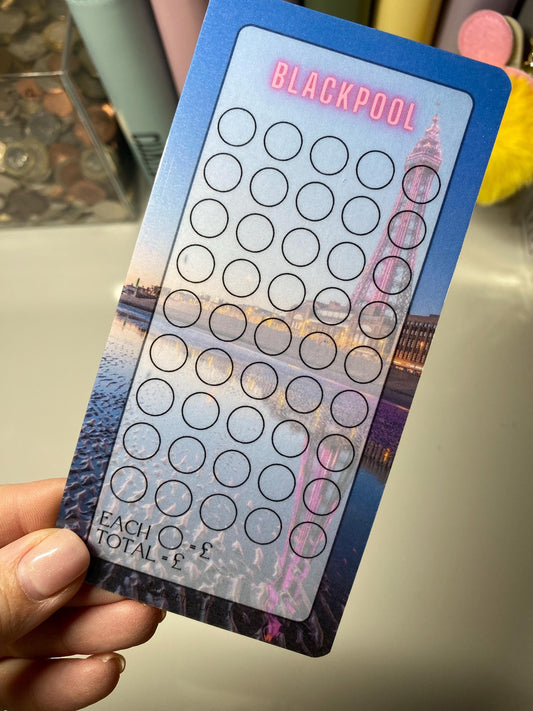 BLACKPOOL
EACH = £
TOTAL = £